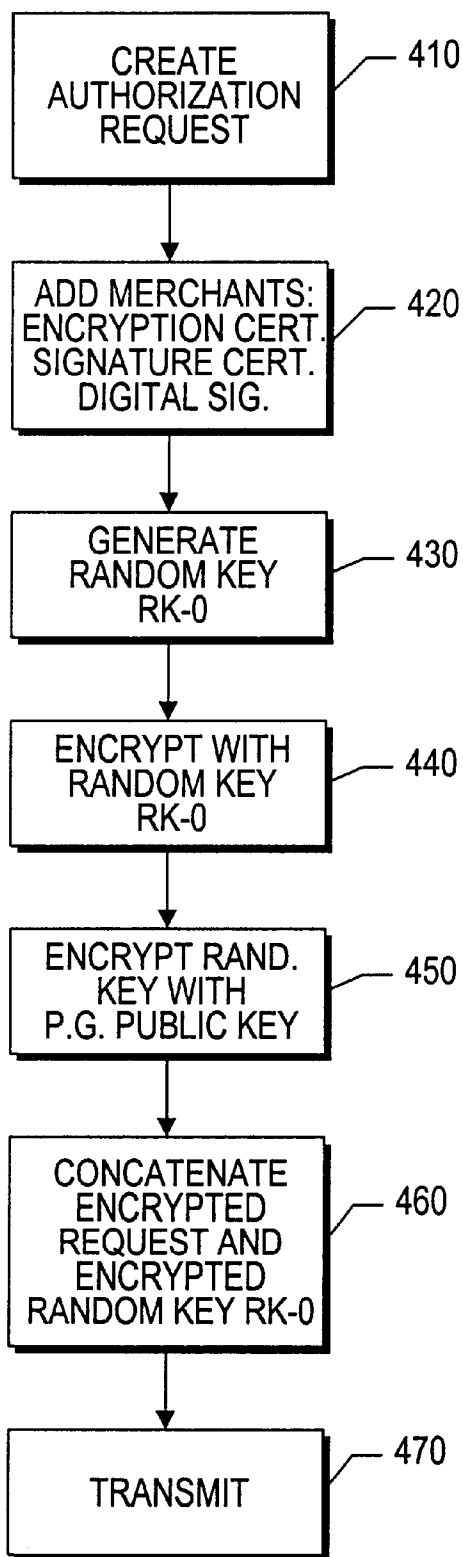 CREATE
AUTHORIZATION
REQUEST
410
ADD MERCHANTS:
ENCRYPTION CERT.
SIGNATURE CERT.
DIGITAL SIG.
420
GENERATE
RANDOM KEY
RK-0
430
ENCRYPT WITH
RANDOM KEY
RK-0
440
ENCRYPT RAND.
KEY WITH
P.G. PUBLIC KEY
450
CONCATENATE
ENCRYPTED
REQUEST AND
ENCRYPTED
RANDOM KEY RK-0
460
TRANSMIT
470